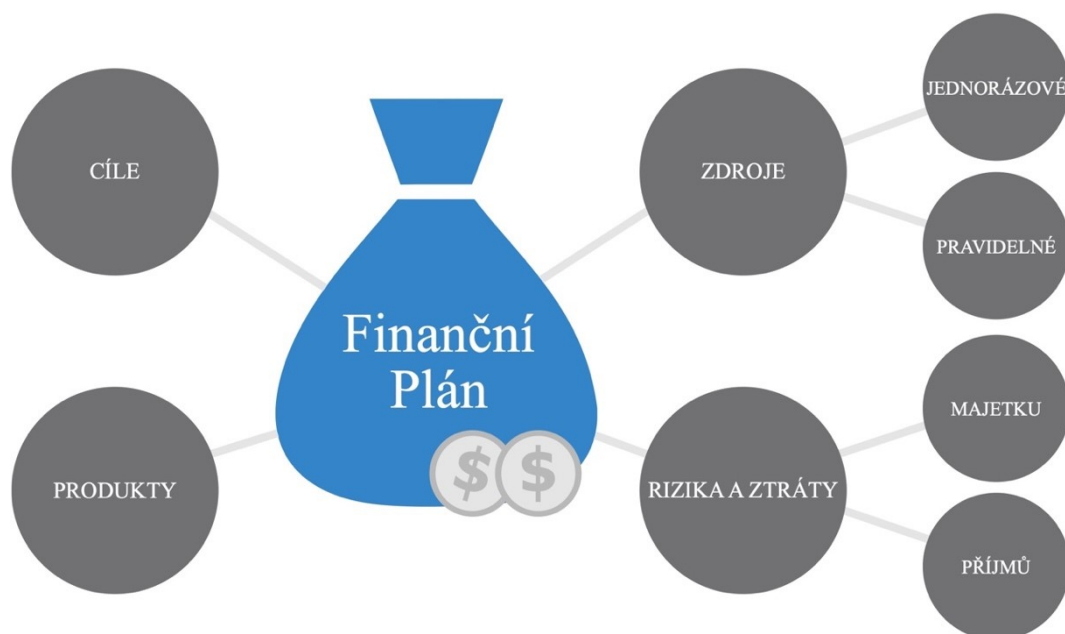 CÍLE
PRODUKTY
Finanční
Plán
$ $
ZDROJE
JEDNORÁZOVÉ
PRAVIDELNÉ
RIZIKA A ZTRÁTY
MAJETKU
PŘÍJMŮ